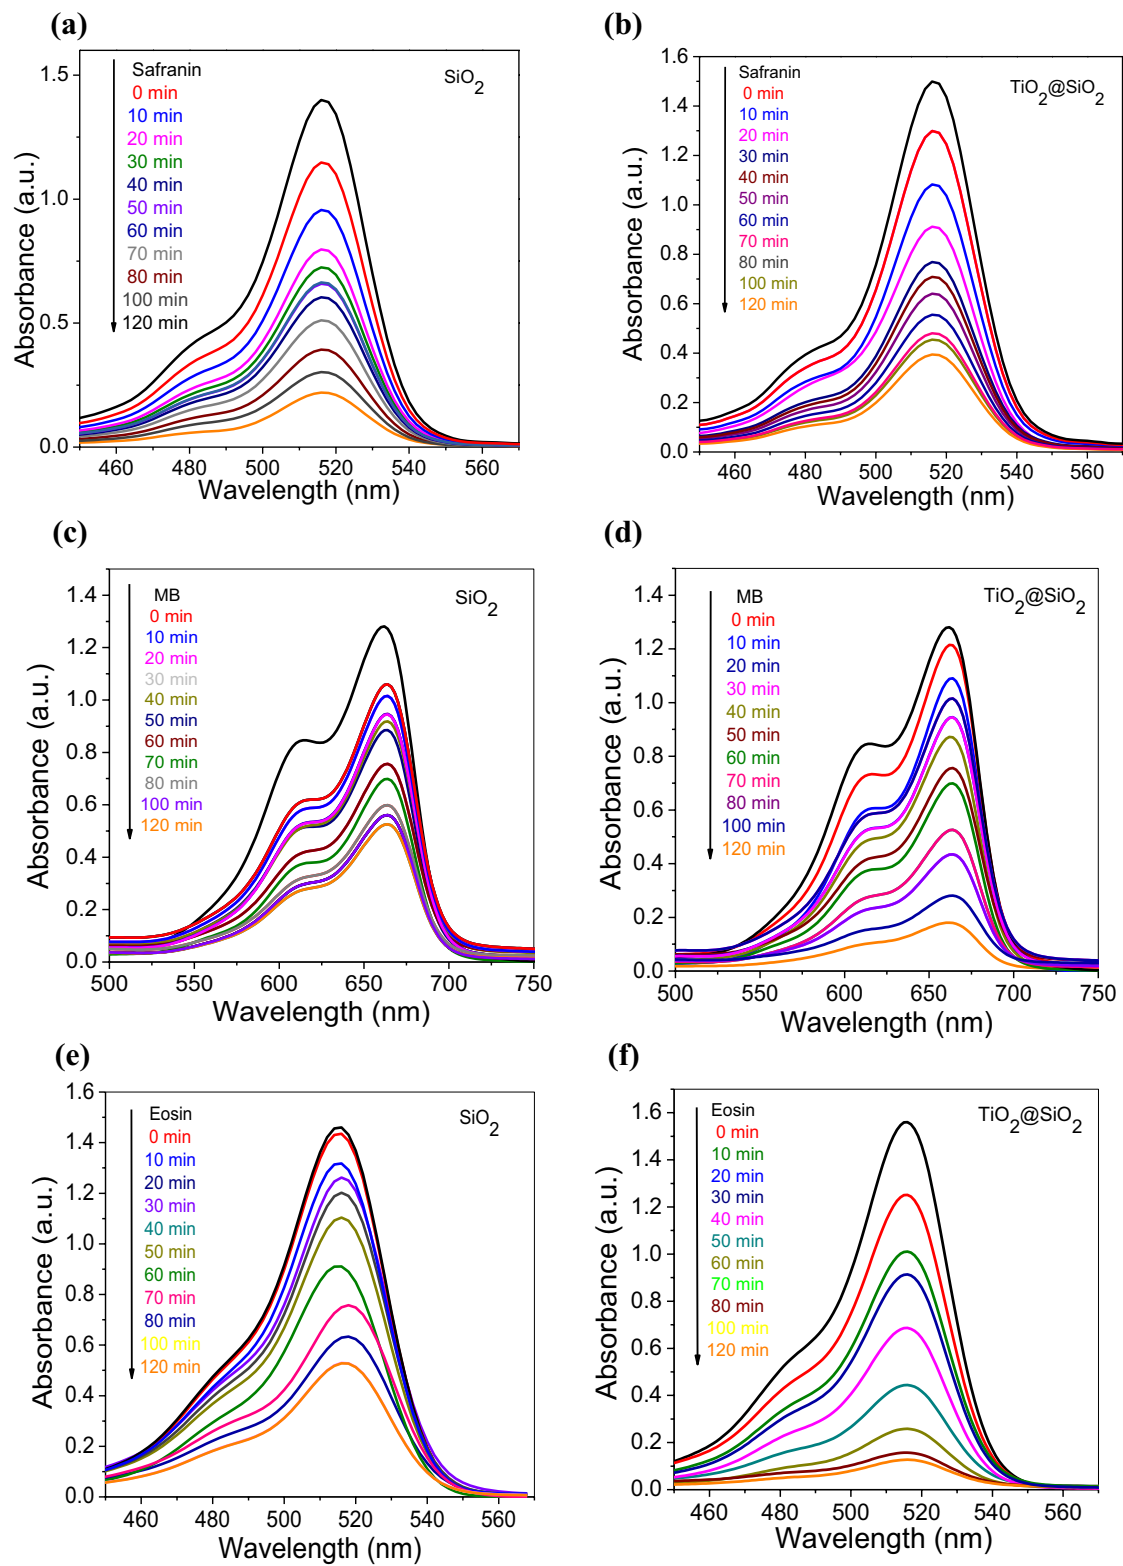 (a)
Safranin
0 min
10 min
20 min
30 min
40 min
50 min
60 min
70 min
80 min
100 min
120 min
SiO2
1.5
1.0
0.5
0.0
Absorbance (a.u.)
460 480 500 520 540 560
Wavelength (nm)
(b)
Safranin
0 min
10 min
20 min
30 min
40 min
50 min
60 min
70 min
80 min
100 min
120 min
TiO2@SiO2
1.6
1.4
1.2
1.0
0.8
0.6
0.4
0.2
0.0
Absorbance (a.u.)
460 480 500 520 540 560
Wavelength (nm)
(c)
MB
0 min
10 min
20 min
30 min
40 min
50 min
60 min
70 min
80 min
100 min
120 min
SiO2
1.4
1.2
1.0
0.8
0.6
0.4
0.2
0.0
Absorbance (a.u.)
500 550 600 650 700 750
Wavelength (nm)
(d)
MB
0 min
10 min
20 min
30 min
40 min
50 min
60 min
70 min
80 min
100 min
120 min
TiO2@SiO2
1.4
1.2
1.0
0.8
0.6
0.4
0.2
0.0
Absorbance (a.u.)
500 550 600 650 700 750
Wavelength (nm)
(e)
Eosin
0 min
10 min
20 min
30 min
40 min
50 min
60 min
70 min
80 min
100 min
120 min
SiO2
1.6
1.4
1.2
1.0
0.8
0.6
0.4
0.2
0.0
Absorbance (a.u.)
460 480 500 520 540 560
Wavelength (nm)
(f)
Eosin
0 min
10 min
20 min
30 min
40 min
50 min
60 min
70 min
80 min
100 min
120 min
TiO2@SiO2
1.6
1.4
1.2
1.0
0.8
0.6
0.4
0.2
0.0
Absorbance (a.u.)
460 480 500 520 540 560
Wavelength (nm)